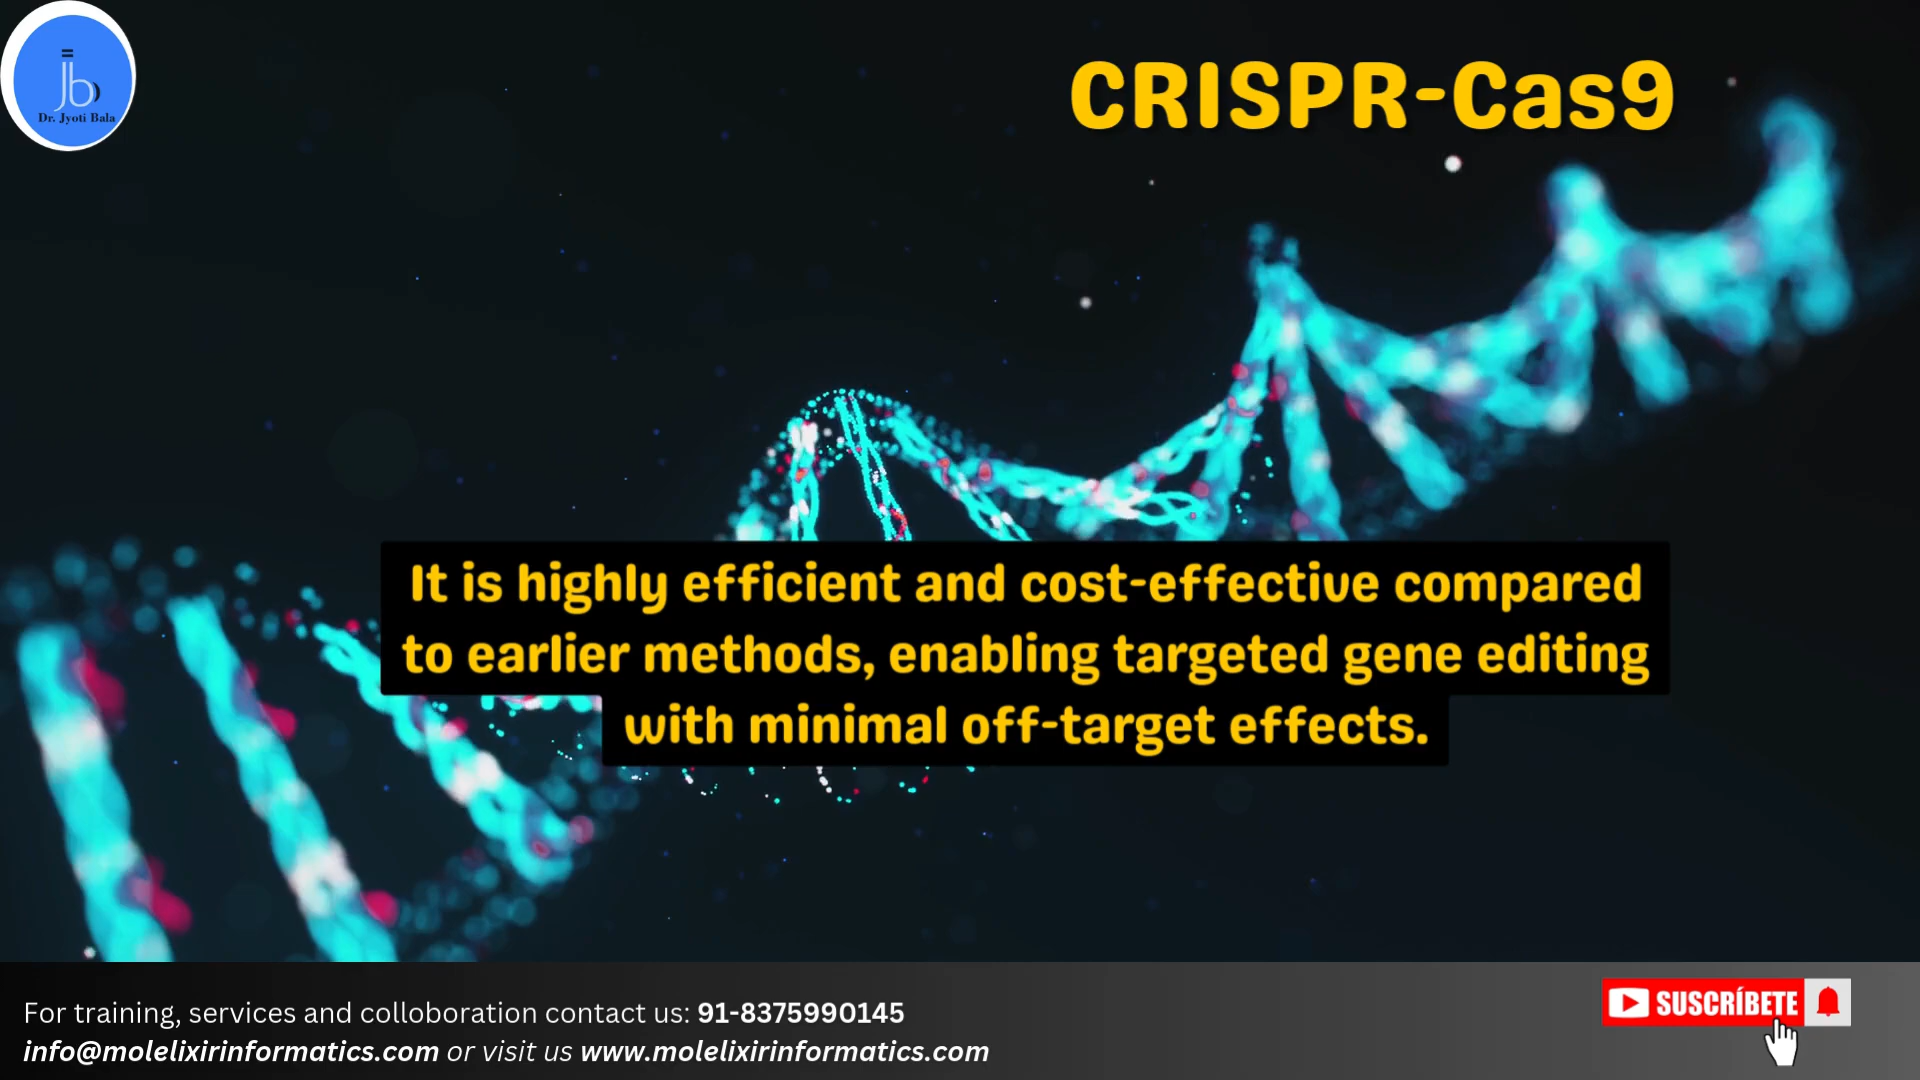 jb
Dr. Jyoti Bala
CRISPR-Cas9
It is highly efficient and cost-effective compared
to earlier methods, enabling targeted gene editing
with minimal off-target effects.
For training, services and colloboration contact us: 91-8375990145
info@molelixirinformatics.com or visit us www.molelixirinformatics.com
SUSCRÍBETE